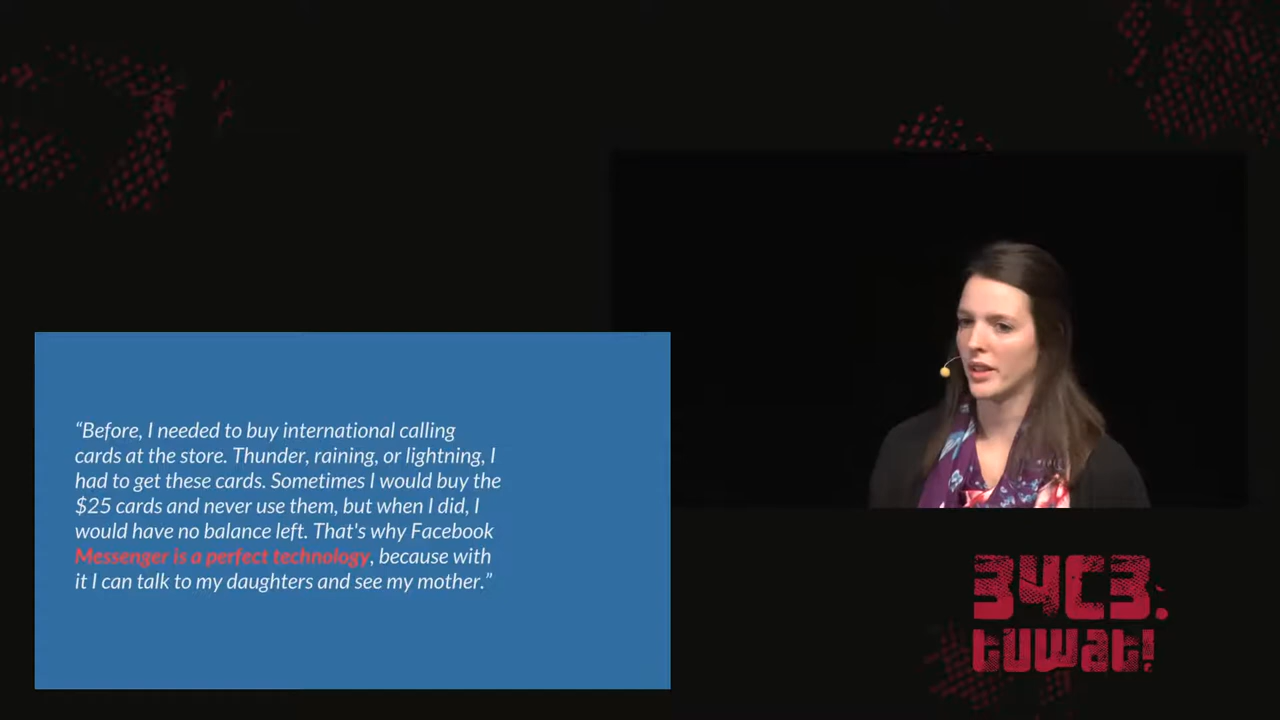 “Before, I needed to buy international calling
cards at the store. Thunder, raining, or lightning, I
had to get these cards. Sometimes I would buy the
$25 cards and never use them, but when I did, I
would have no balance left. That's why Facebook
Messenger is a perfect technology, because with
it I can talk to my daughters and see my mother.”
34C3.
tuwat!